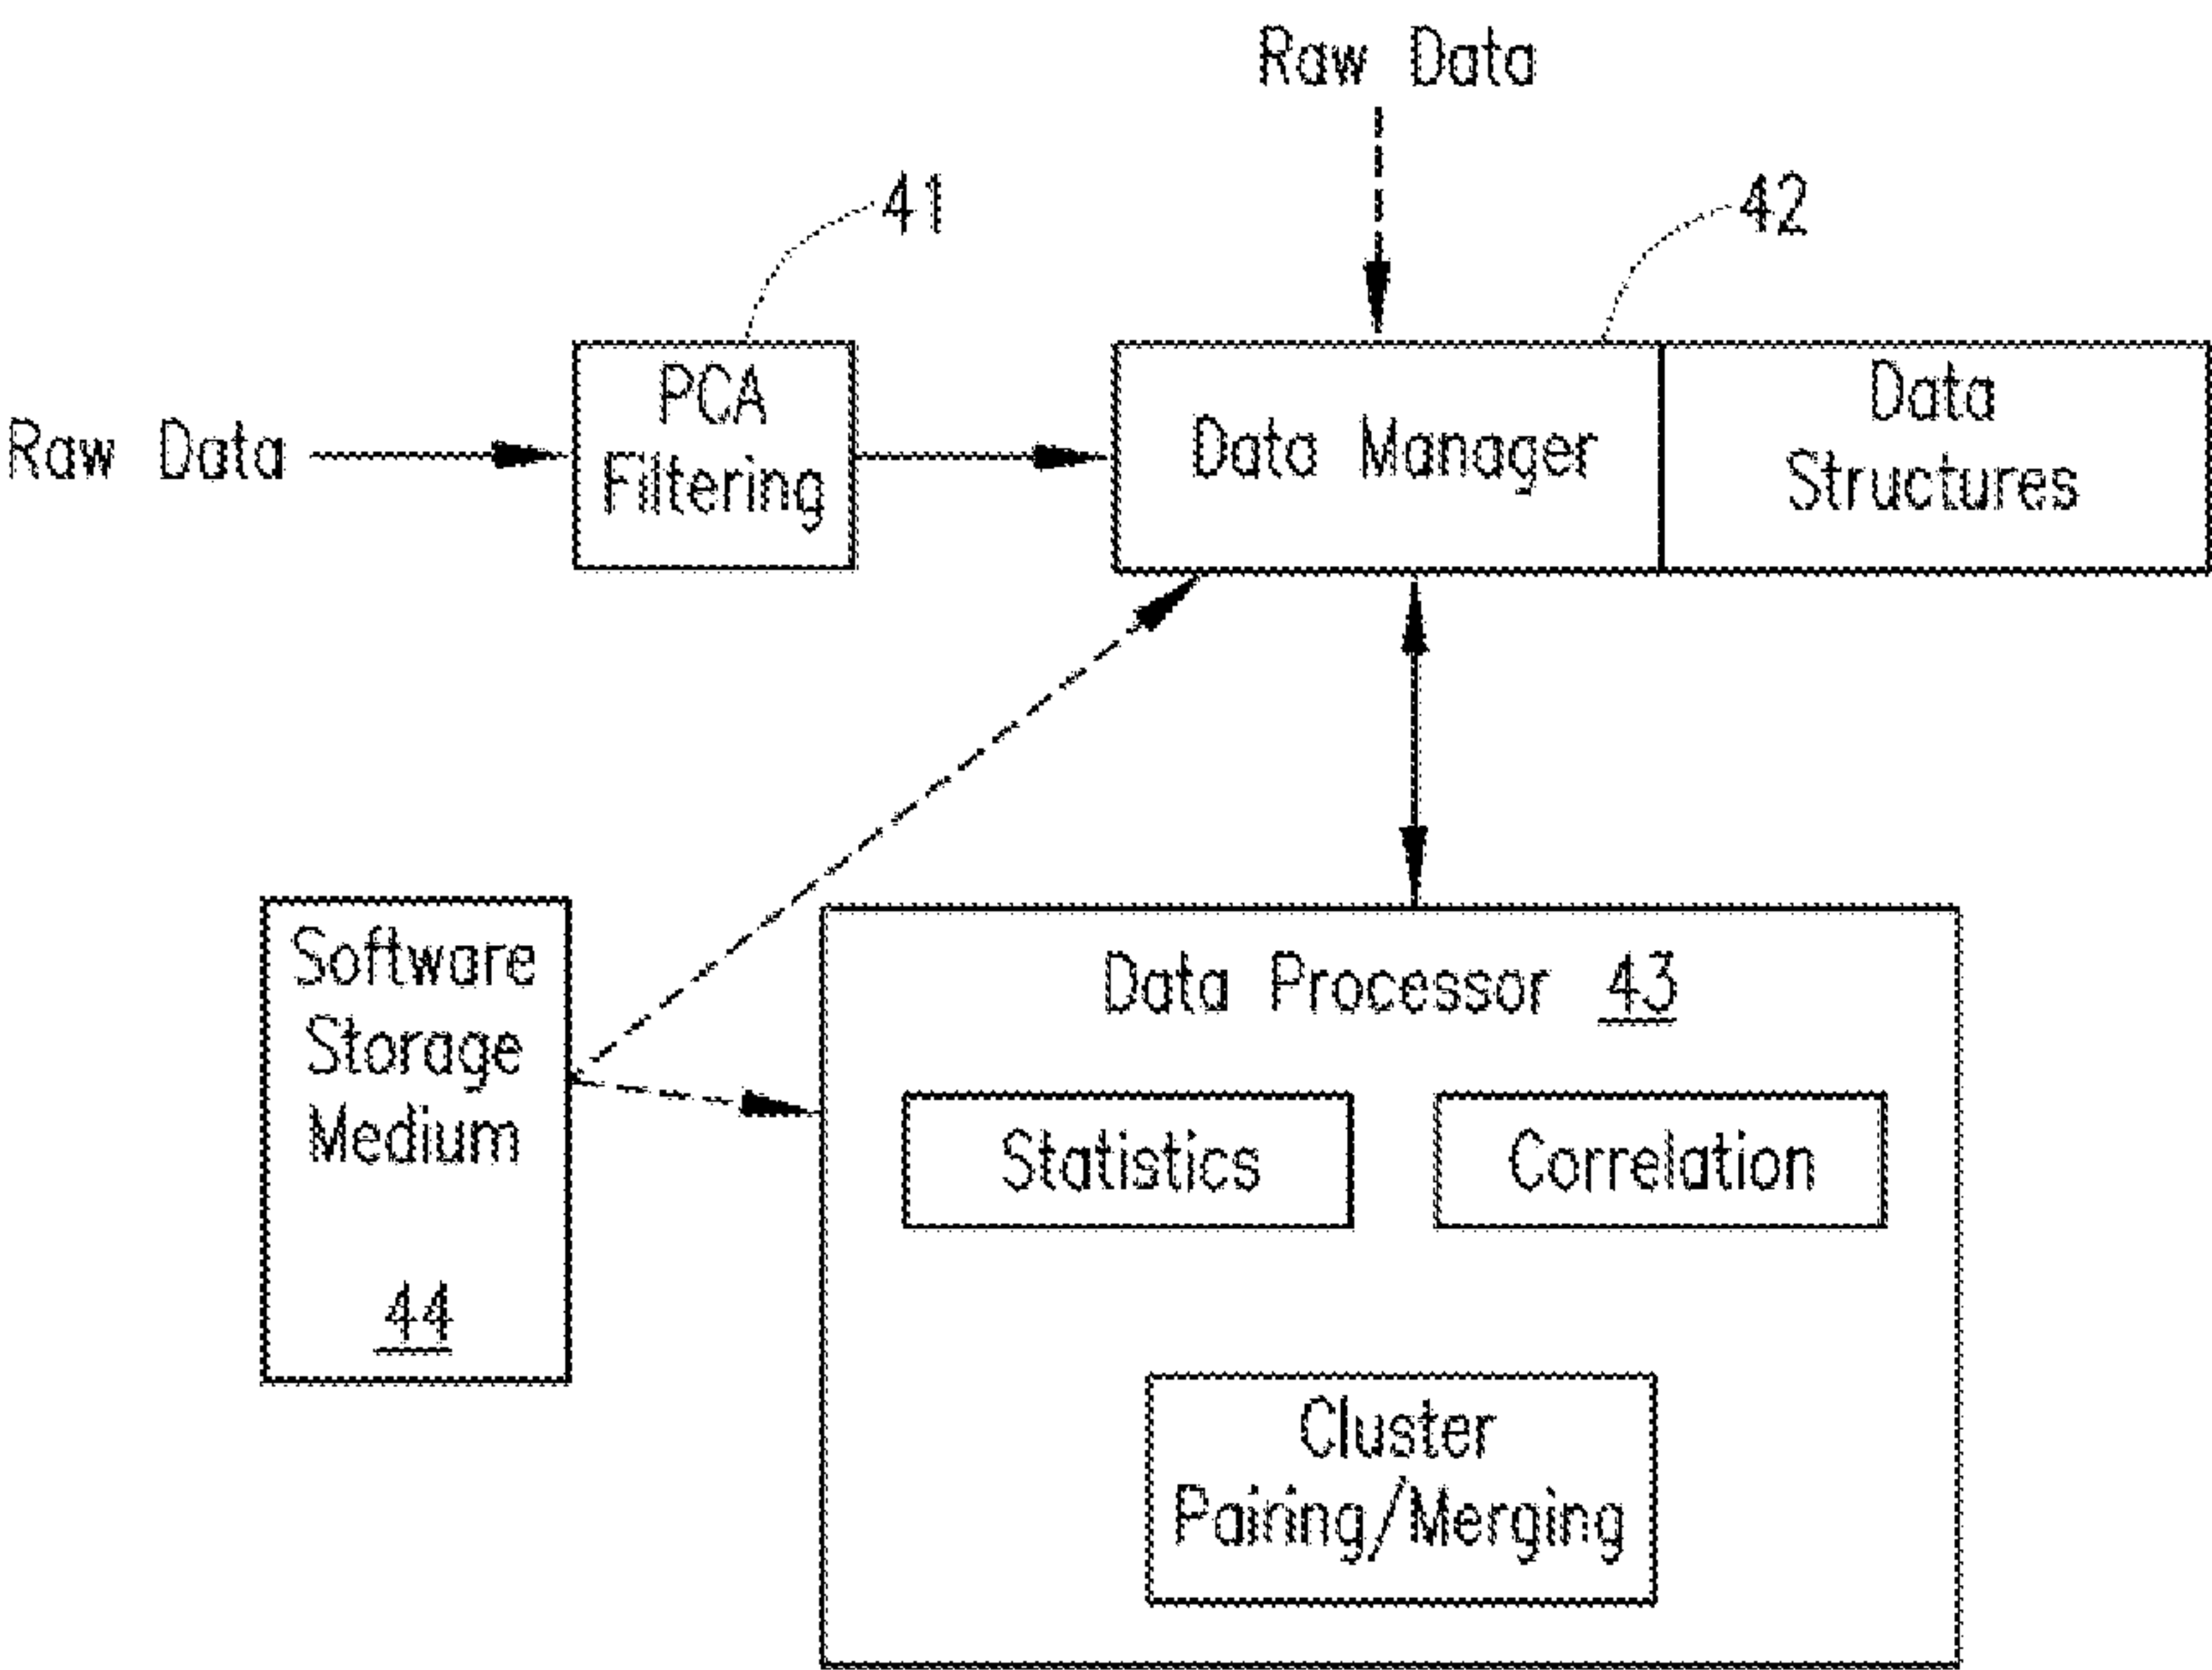 Raw Data
41
42
Raw Data
PCA
Filtering
Data Manager
Data
Structures
Software
Storage
Medium
44
Data Processor 43
Statistics
Correlation
Cluster
Pairing/Merging